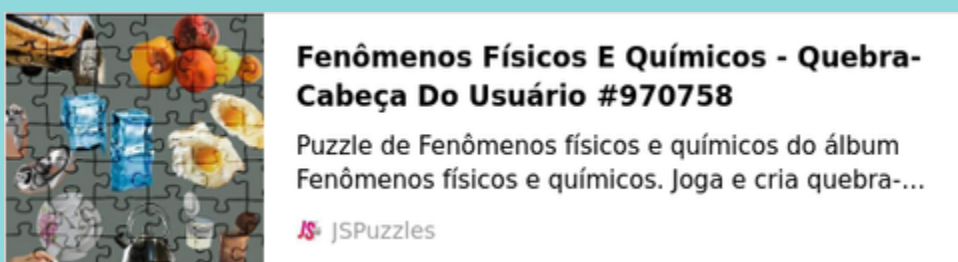 Fenômenos Físicos E Químicos - Quebra-
Cabeça Do Usuário #970758
Puzzle de Fenômenos físicos e químicos do álbum
Fenômenos físicos e químicos. Joga e cria quebra-...
JS JSPuzzles